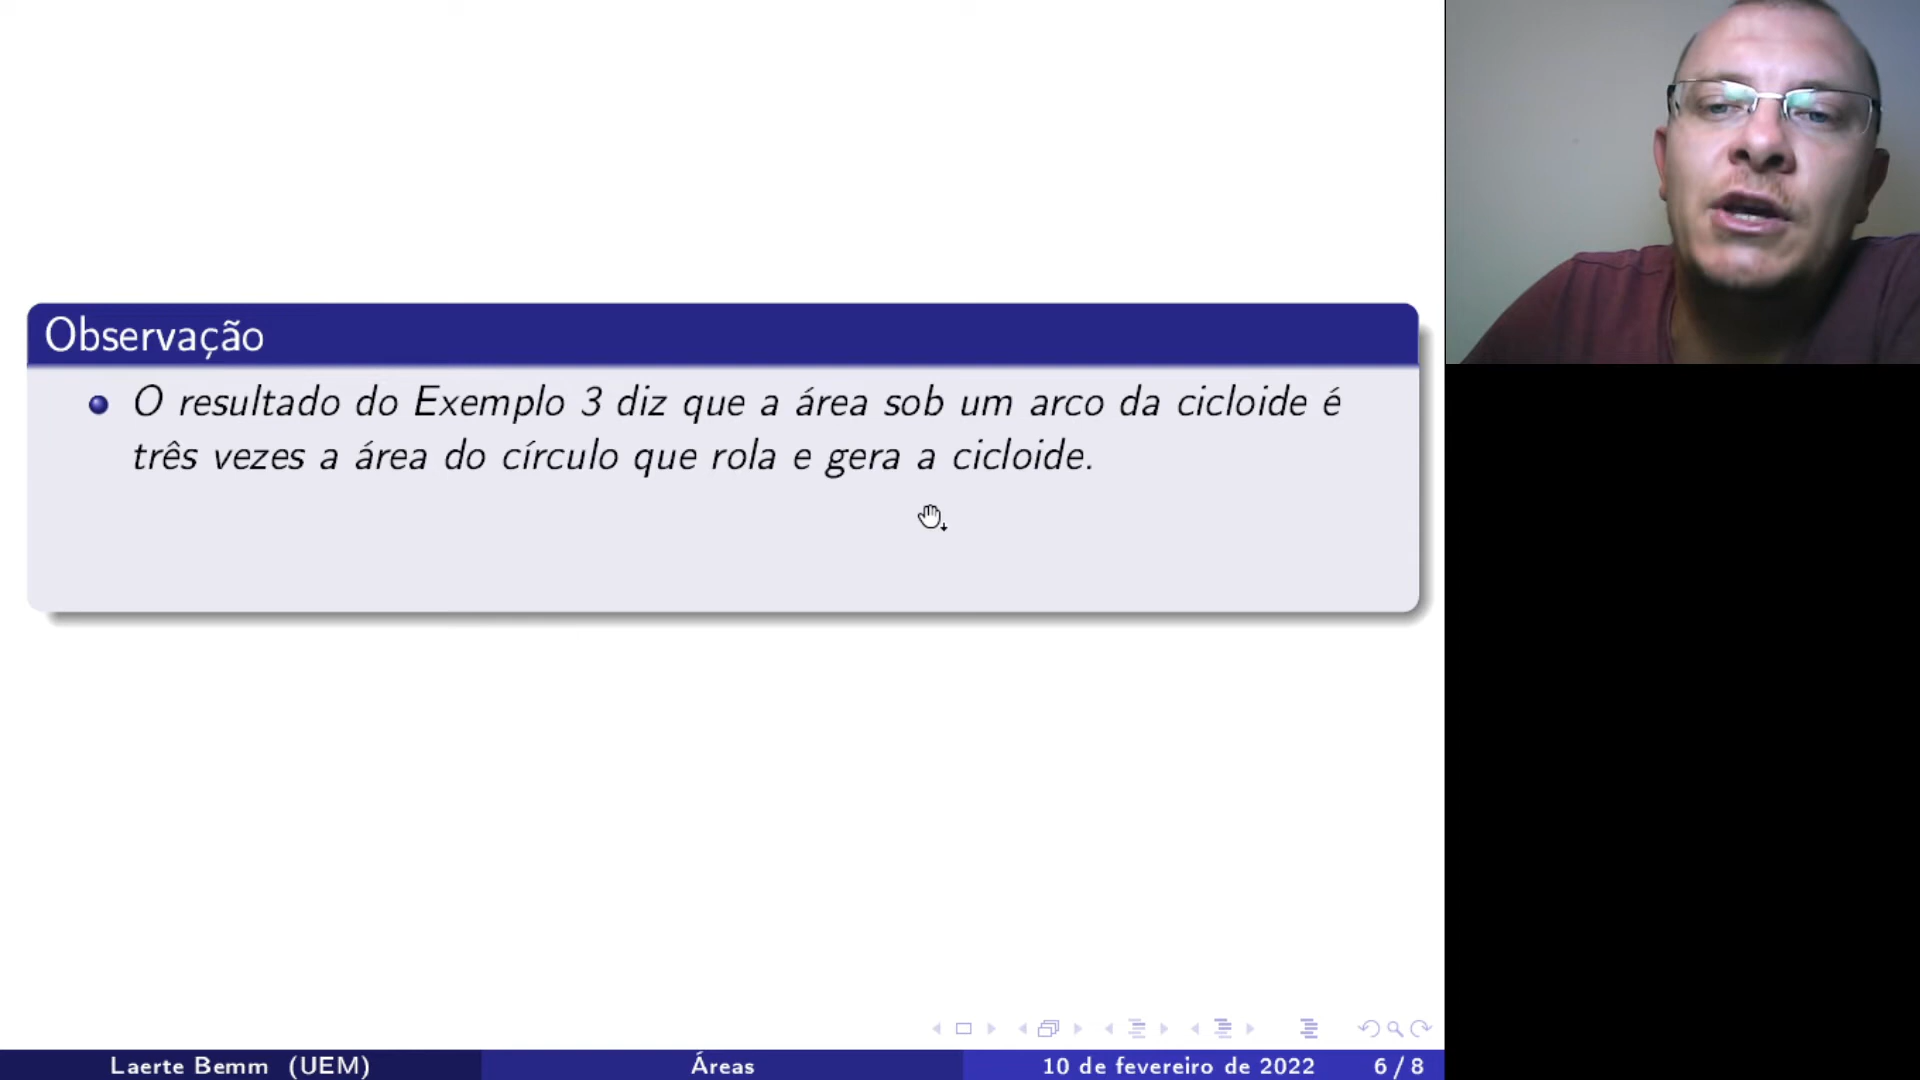 Observação
O resultado do Exemplo 3 diz que a área sob um arco da cicloide é
três vezes a área do círculo que rola e gera a cicloide.
Laerte Bemm (UEM)
Áreas
10 de fevereiro de 2022
6 / 8